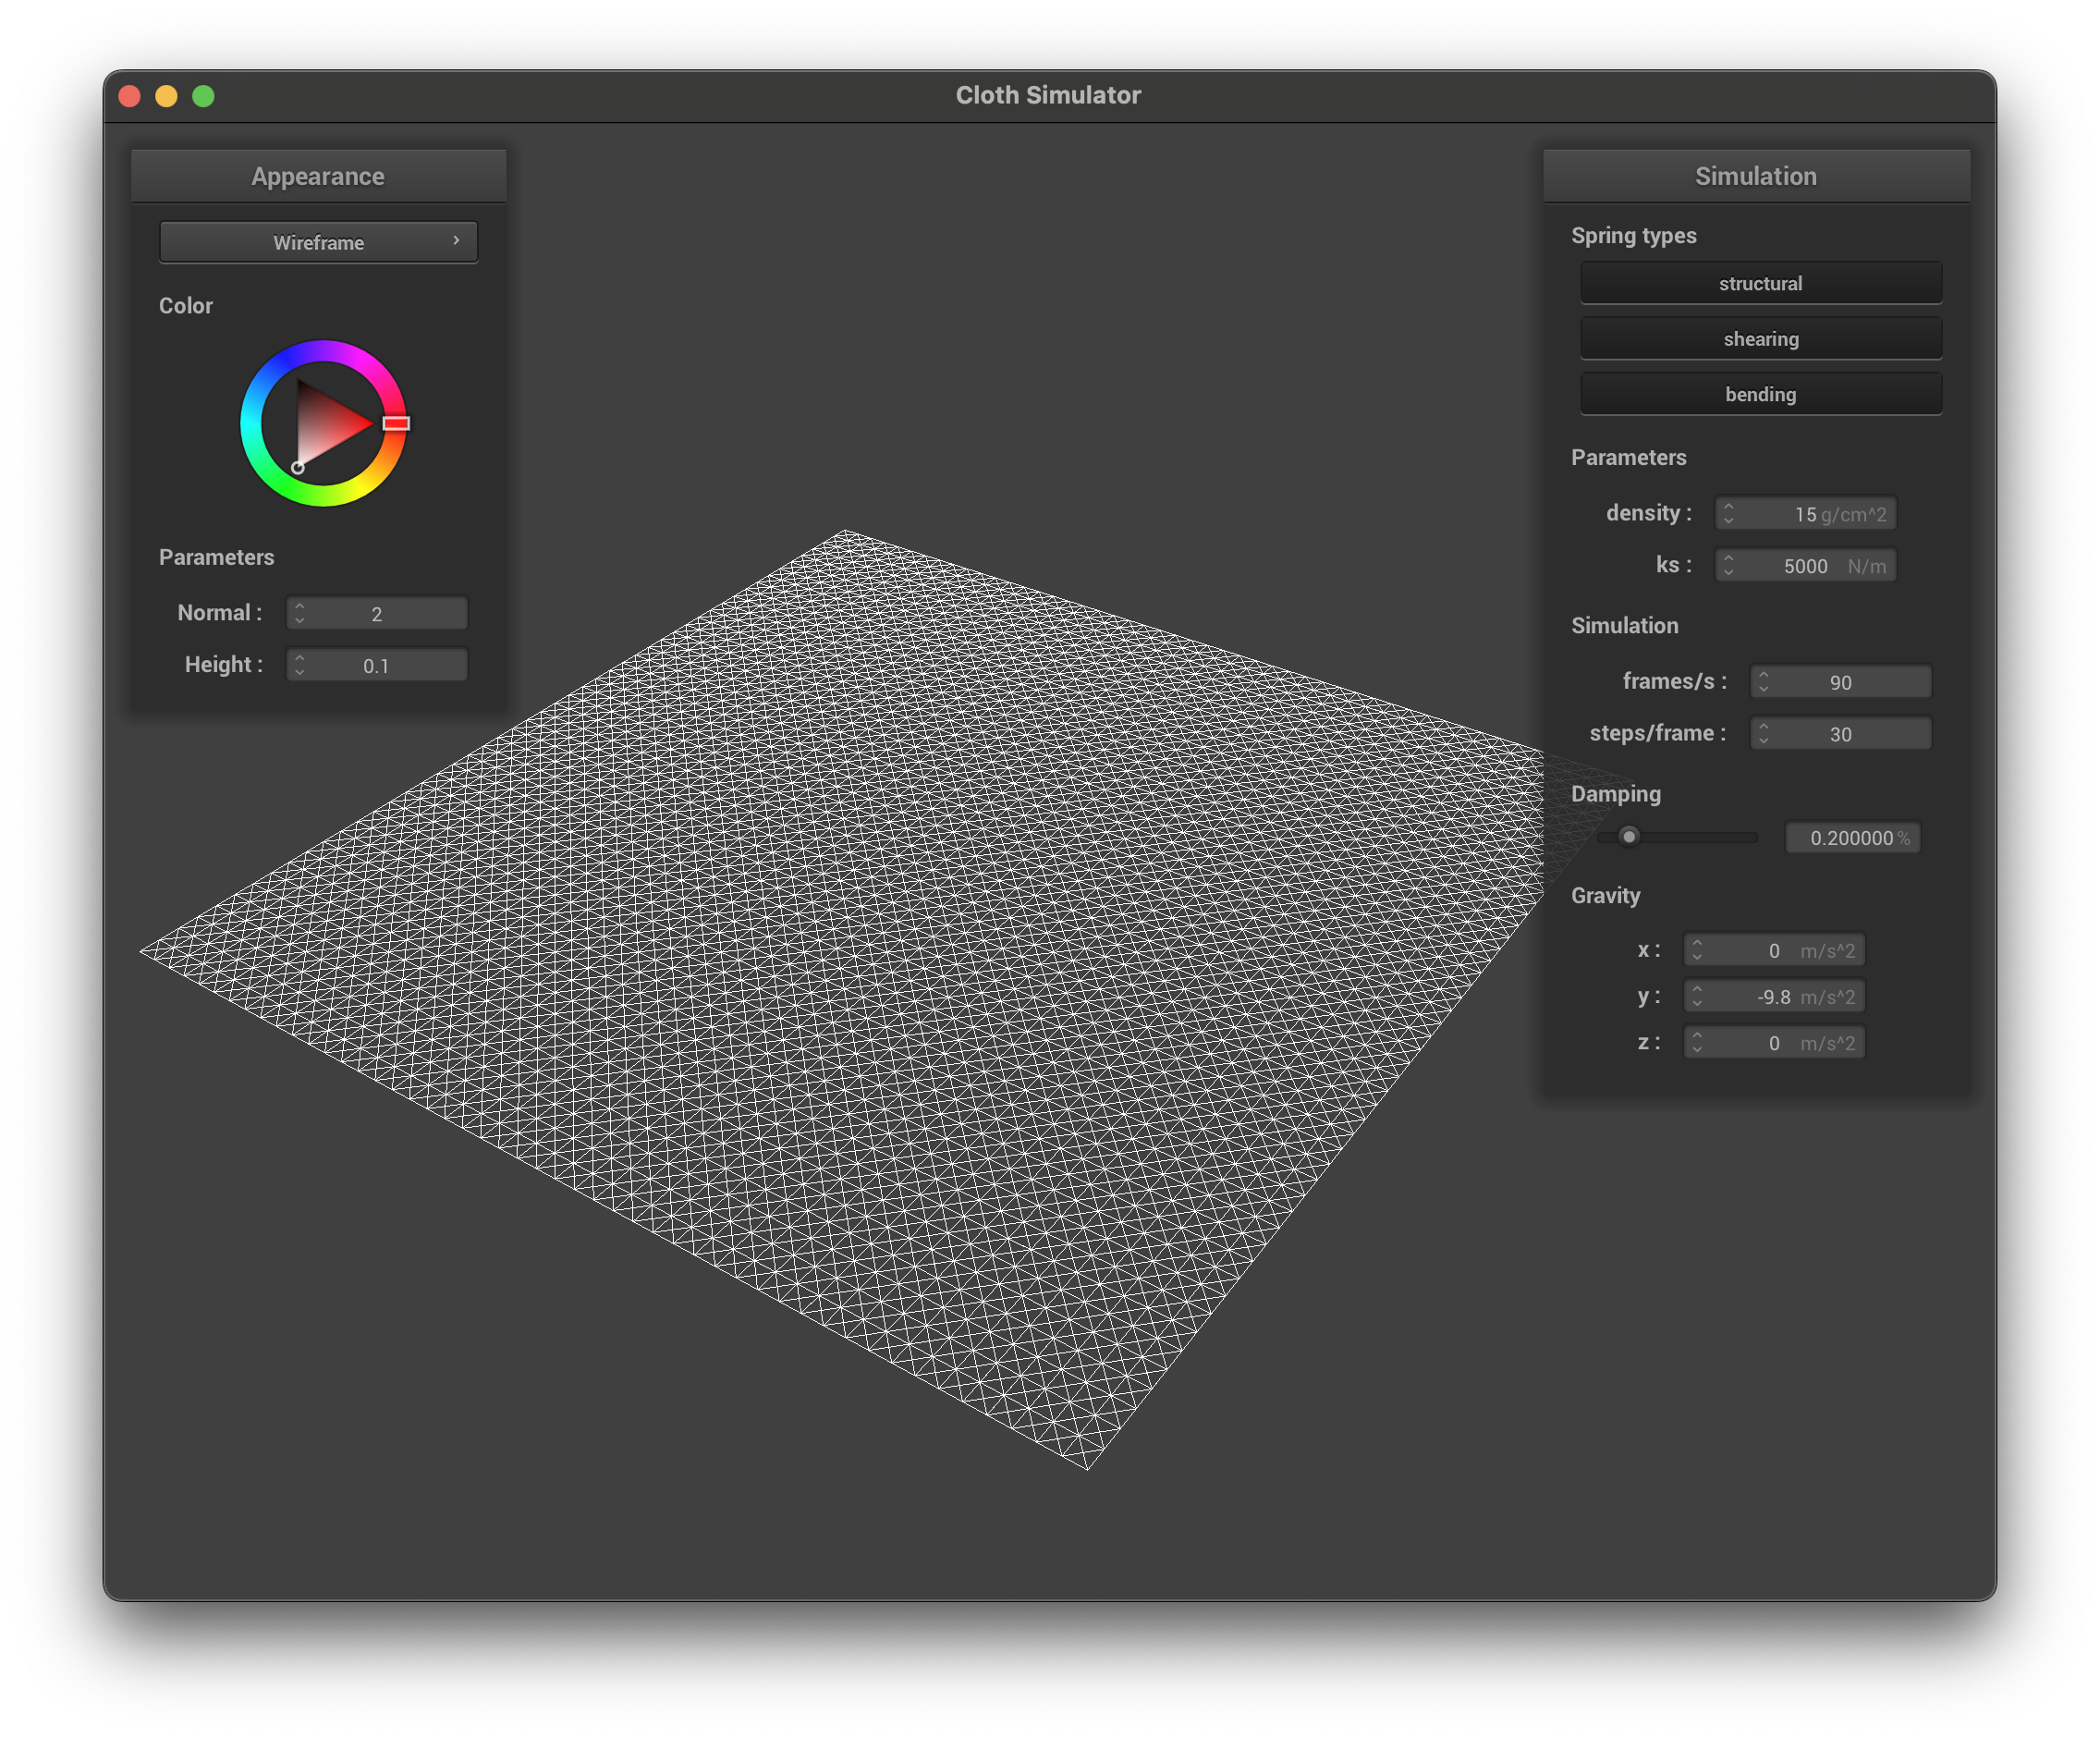 Cloth Simulator
Appearance
Wireframe
Color
Parameters
Normal : 2
Height : 0.1
Simulation
Spring types
structural
shearing
bending
Parameters
density : 15 g/cm^2
ks : 5000 N/m
Simulation
frames/s : 90
steps/frame : 30
Damping
0.200000 %
Gravity
x : 0 m/s^2
y : -9.8 m/s^2
z : 0 m/s^2